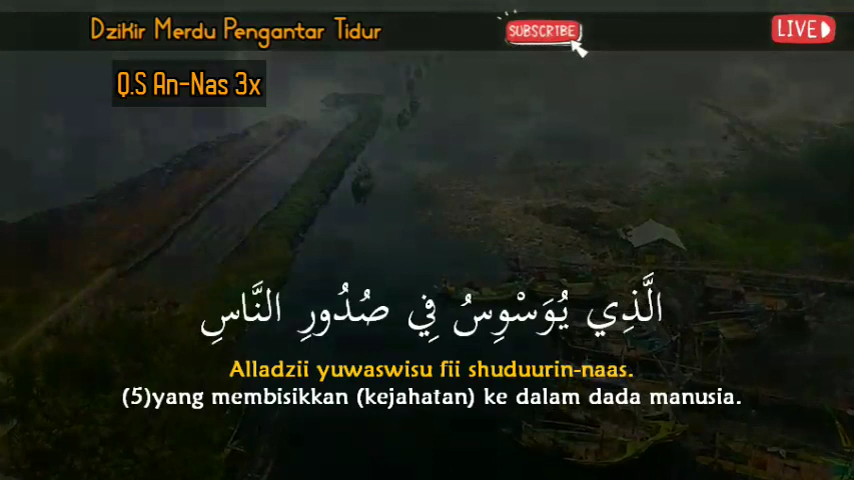 Dzikir Merdu Pengantar Tidur
SUBSCRIBE
LIVE
Q.S An-Nas 3x
الَّذِي يُوَسْوِسُ فِي صُدُورِ النَّاسِ
Alladzii yuwaswisu fii shuduurin-naas.
(5)yang membisikkan (kejahatan) ke dalam dada manusia.